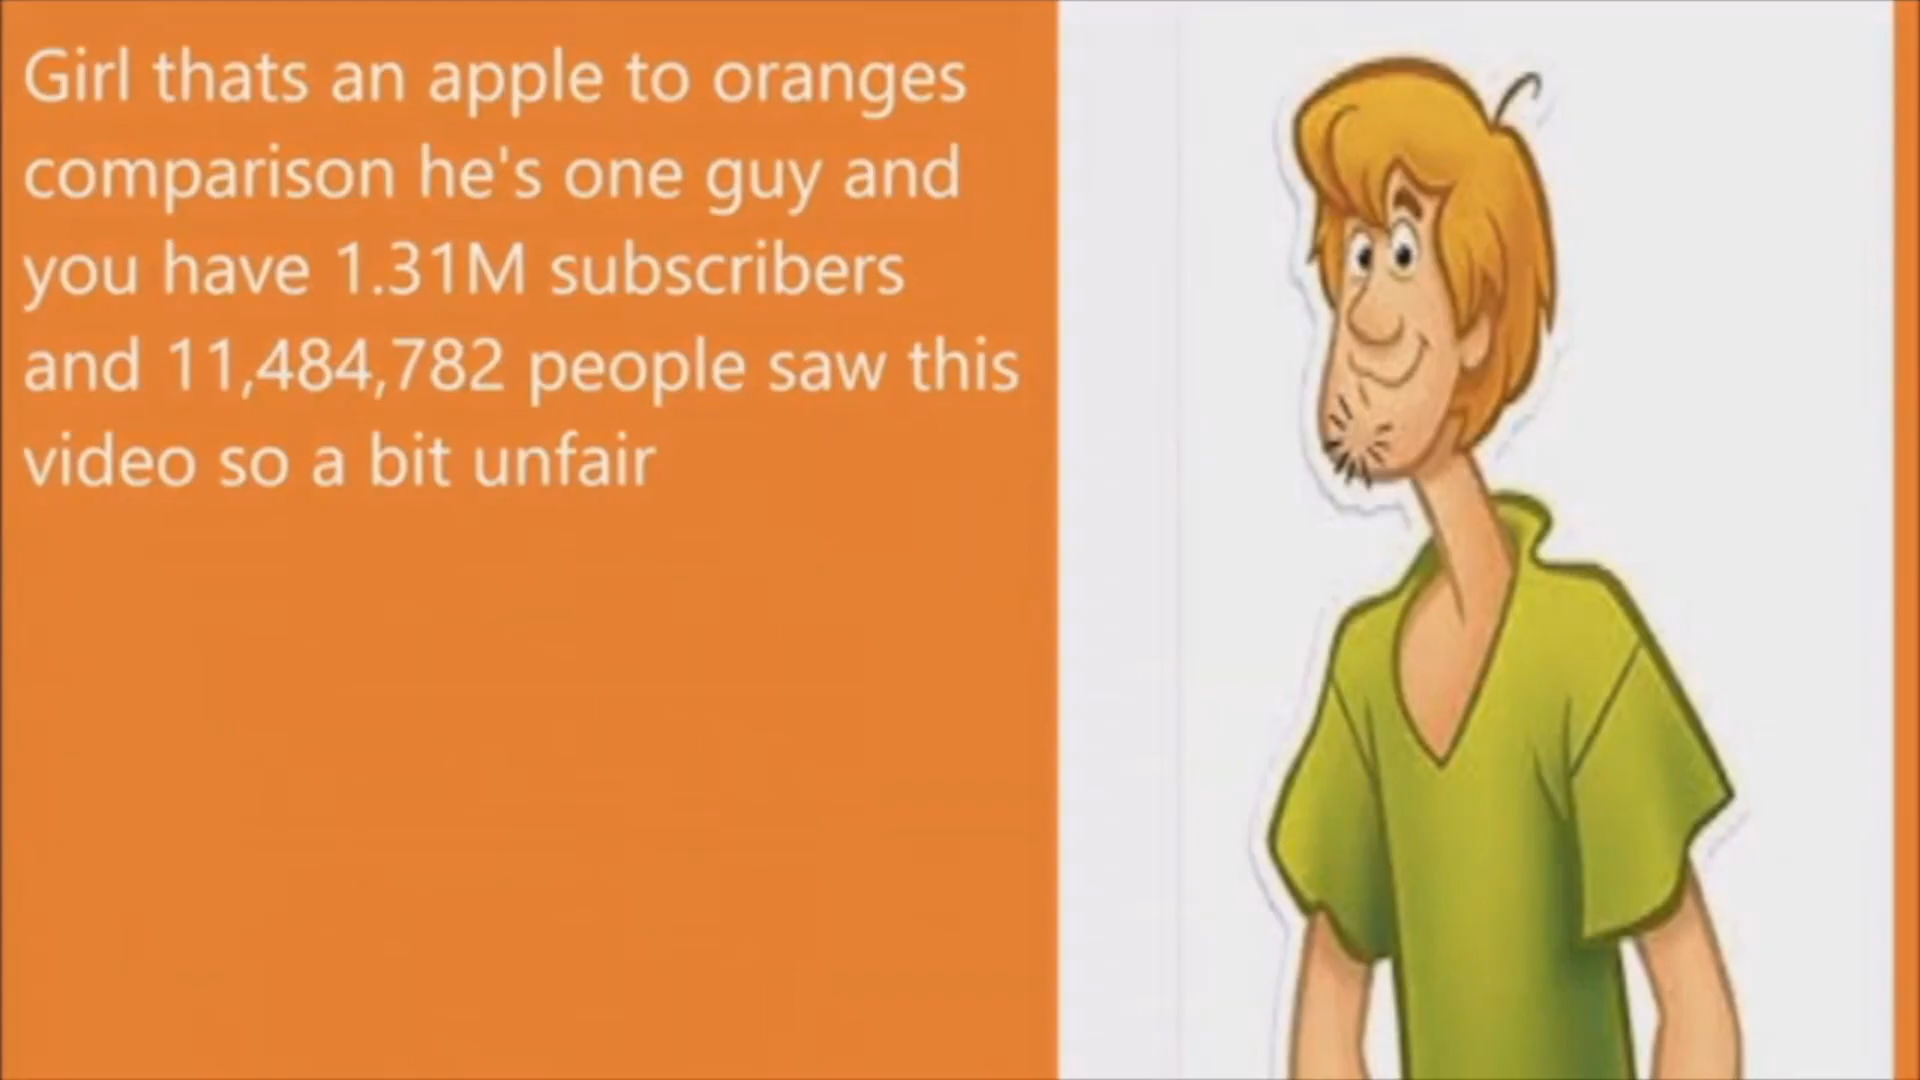 Girl thats an apple to oranges
comparison he's one guy and
you have 1.31M subscribers
and 11,484,782 people saw this
video so a bit unfair